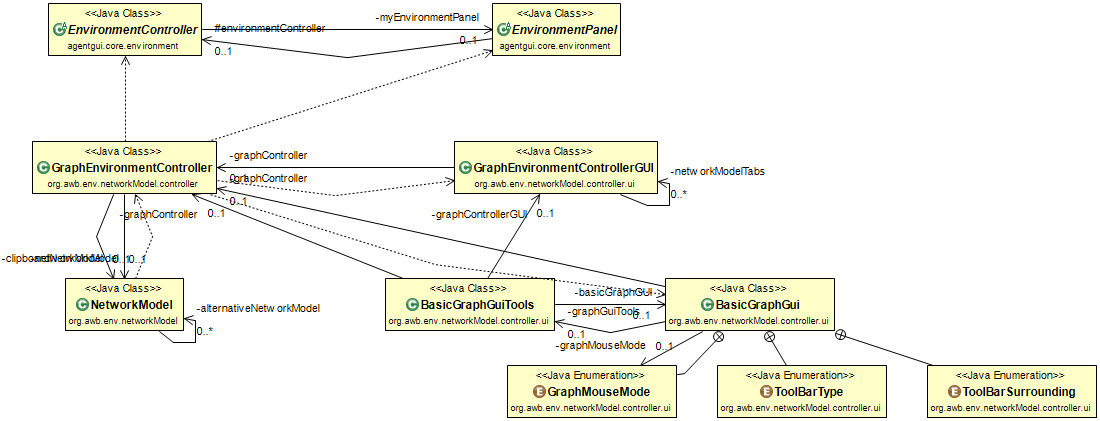 <<Java Class>>
EnvironmentController
agentgui.core.environment
<<Java Class>>
EnvironmentPanel
agentgui.core.environment
-myEnvironmentPanel
0..1
#environmentController
0..1
<<Java Class>>
GraphEnvironmentController
org.awb.env.networkModel.controller
<<Java Class>>
GraphEnvironmentControllerGUI
org.awb.env.networkModel.controller.ui
-graphController
0..1
-graphController
0..1
-netw orkModelTabs
0..*
-graphController
0..1
-graphControllerGUI
0..1
0..1
0..1
<<Java Class>>
NetworkModel
org.awb.env.networkModel
-alternativeNetw orkModel
0..*
<<Java Class>>
BasicGraphGuiTools
org.awb.env.networkModel.controller.ui
<<Java Class>>
BasicGraphGui
org.awb.env.networkModel.controller.ui
-basicGraphGUI
0..1
-graphGuiTools
0..1
-graphMouseMode
0..1
<<Java Enumeration>>
GraphMouseMode
org.awb.env.networkModel.controller.ui
<<Java Enumeration>>
ToolBarType
org.awb.env.networkModel.controller.ui
<<Java Enumeration>>
ToolBarSurrounding
org.awb.env.networkModel.controller.ui